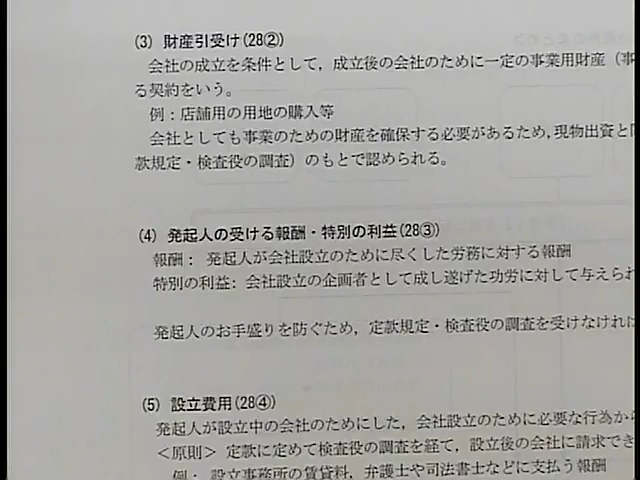 (3) 財産引受け(28②)
会社の成立を条件として，成立後の会社のために一定の事業用財産（事
る契約をいう。
例：店舗用の用地の購入等
会社としても事業のための財産を確保する必要があるため，現物出資と
款規定・検査役の調査）のもとで認められる。
(4) 発起人の受ける報酬・特別の利益(28③)
報酬： 発起人が会社設立のために尽くした労務に対する報酬
特別の利益：会社設立の企画者として成し遂げた功労に対して与えられ
発起人のお手盛りを防ぐため，定款規定・検査役の調査を受けなければ
(5) 設立費用(28④)
発起人が設立中の会社のためにした，会社設立のために必要な行為から
＜原則＞ 定款に定めて検査役の調査を経て，設立後の会社に請求でき
例： 設立事務所の賃貸料，弁護士や司法書士などに支払う報酬